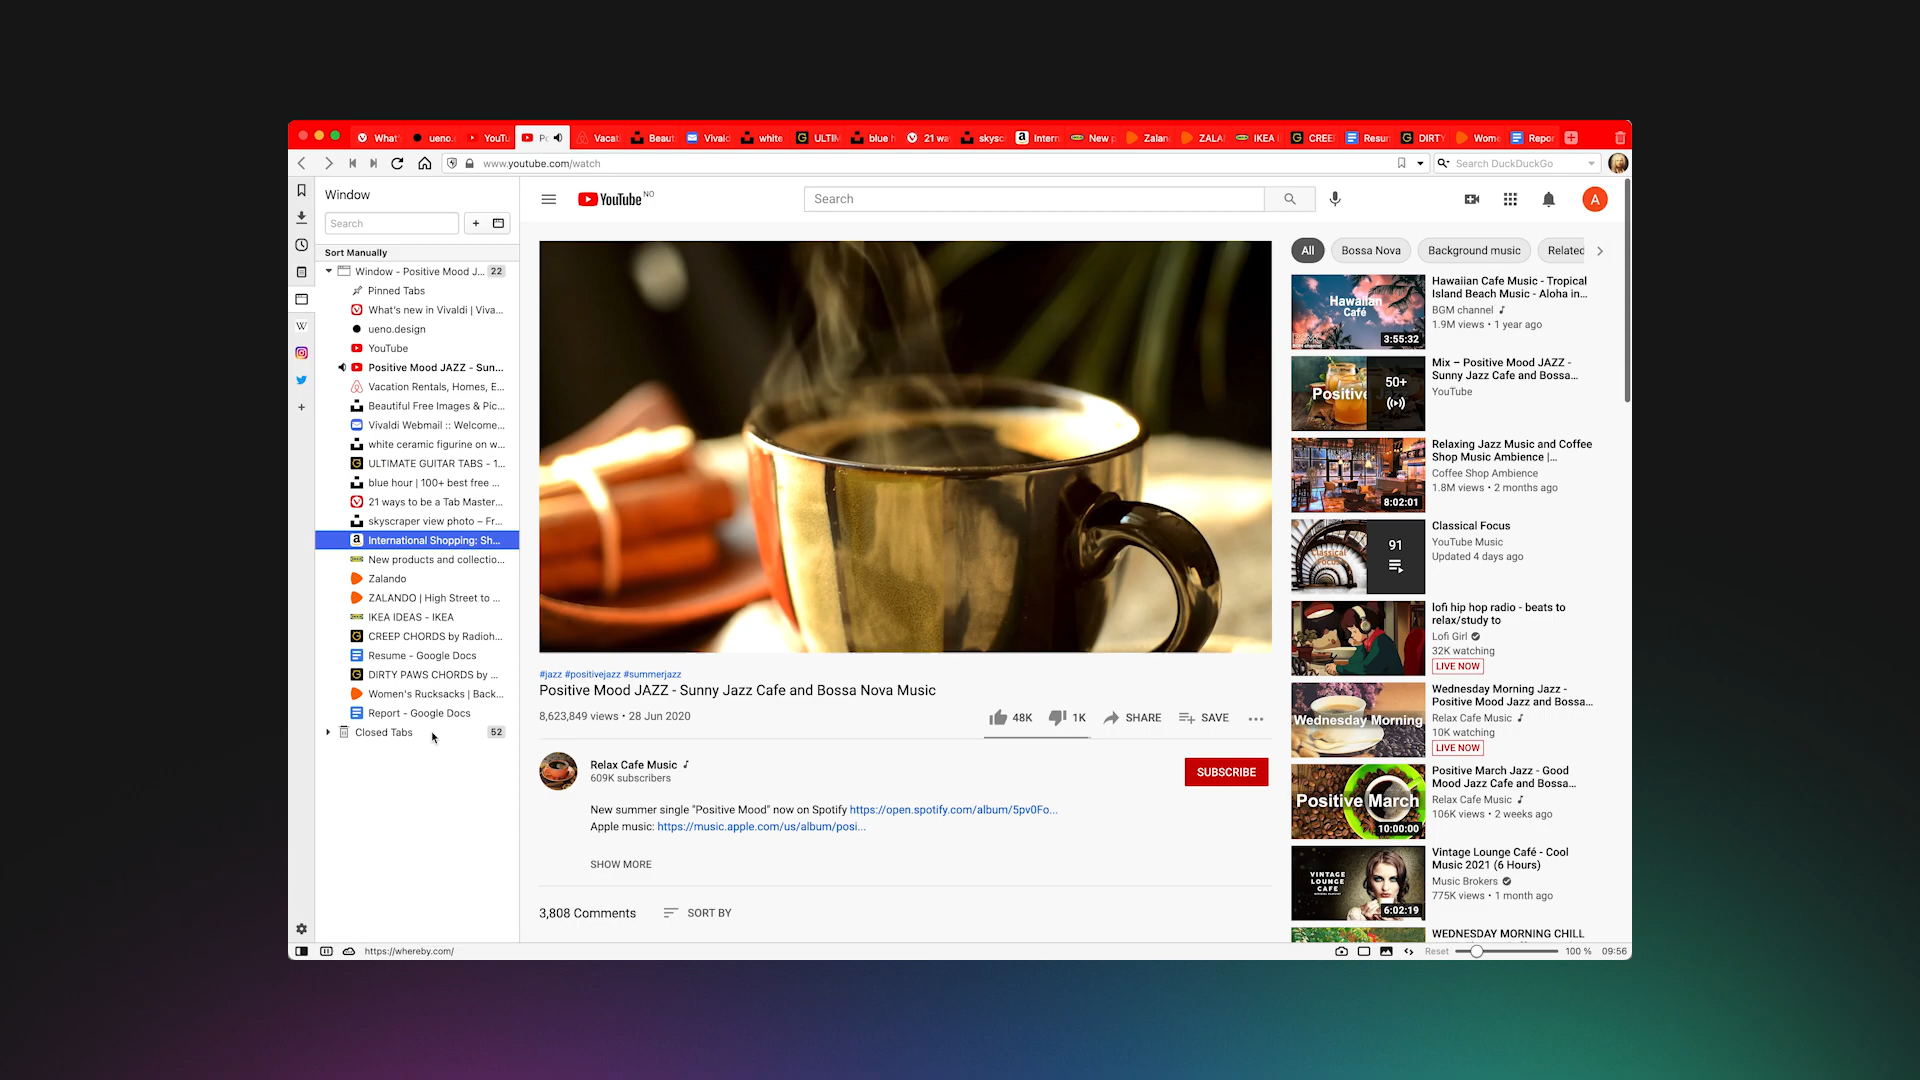 What'
ueno.
YouTu
Po
Vacat
Beaut
Vivald
white
ULTIM
blue h
21 wa
skysc
Intern
New p
Zalan
ZALA
IKEA I
CREE
Resun
DIRTY
Wome
Repor
www.youtube.com/watch
Search DuckDuckGo
Window
Search
Sort Manually
Window - Positive Mood J... 22
Pinned Tabs
What's new in Vivaldi | Viva...
ueno.design
YouTube
Positive Mood JAZZ - Sun...
Vacation Rentals, Homes, E...
Beautiful Free Images & Pic...
Vivaldi Webmail :: Welcome...
white ceramic figurine on w...
ULTIMATE GUITAR TABS - 1...
blue hour | 100+ best free ...
21 ways to be a Tab Master...
skyscraper view photo – Fr...
International Shopping: Sh...
New products and collectio...
Zalando
ZALANDO | High Street to ...
IKEA IDEAS - IKEA
CREEP CHORDS by Radioh...
Resume - Google Docs
DIRTY PAWS CHORDS by ...
Women's Rucksacks | Back...
Report - Google Docs
Closed Tabs 52
W
YouTube NO
Search
A
#jazz #positivejazz #summerjazz
Positive Mood JAZZ - Sunny Jazz Cafe and Bossa Nova Music
8,623,849 views • 28 Jun 2020
48K 1K SHARE SAVE
Relax Cafe Music
609K subscribers
SUBSCRIBE
New summer single "Positive Mood" now on Spotify https://open.spotify.com/album/5pv0Fo...
Apple music: https://music.apple.com/us/album/posi...
SHOW MORE
3,808 Comments SORT BY
All Bossa Nova Background music Related
Hawaiian
Café
3:55:32
Hawaiian Cafe Music - Tropical
Island Beach Music - Aloha in...
BGM channel
1.9M views • 1 year ago
Positive
50+
Mix – Positive Mood JAZZ -
Sunny Jazz Cafe and Bossa...
YouTube
8:02:01
Relaxing Jazz Music and Coffee
Shop Music Ambience |...
Coffee Shop Ambience
1.8M views • 2 months ago
Classical
Focus
91
Classical Focus
YouTube Music
Updated 4 days ago
lofi hip hop radio - beats to
relax/study to
Lofi Girl
32K watching
LIVE NOW
Wednesday Morning
Wednesday Morning Jazz -
Positive Mood Jazz and Bossa...
Relax Cafe Music
10K watching
LIVE NOW
Positive March
10:00:00
Positive March Jazz - Good
Mood Jazz Cafe and Bossa...
Relax Cafe Music
106K views • 2 weeks ago
VINTAGE
LOUNGE
CAFE
6:02:19
Vintage Lounge Café - Cool
Music 2021 (6 Hours)
Music Brokers
775K views • 1 month ago
WEDNESDAY MORNING CHILL
https://whereby.com/
Reset 100 % 09:56